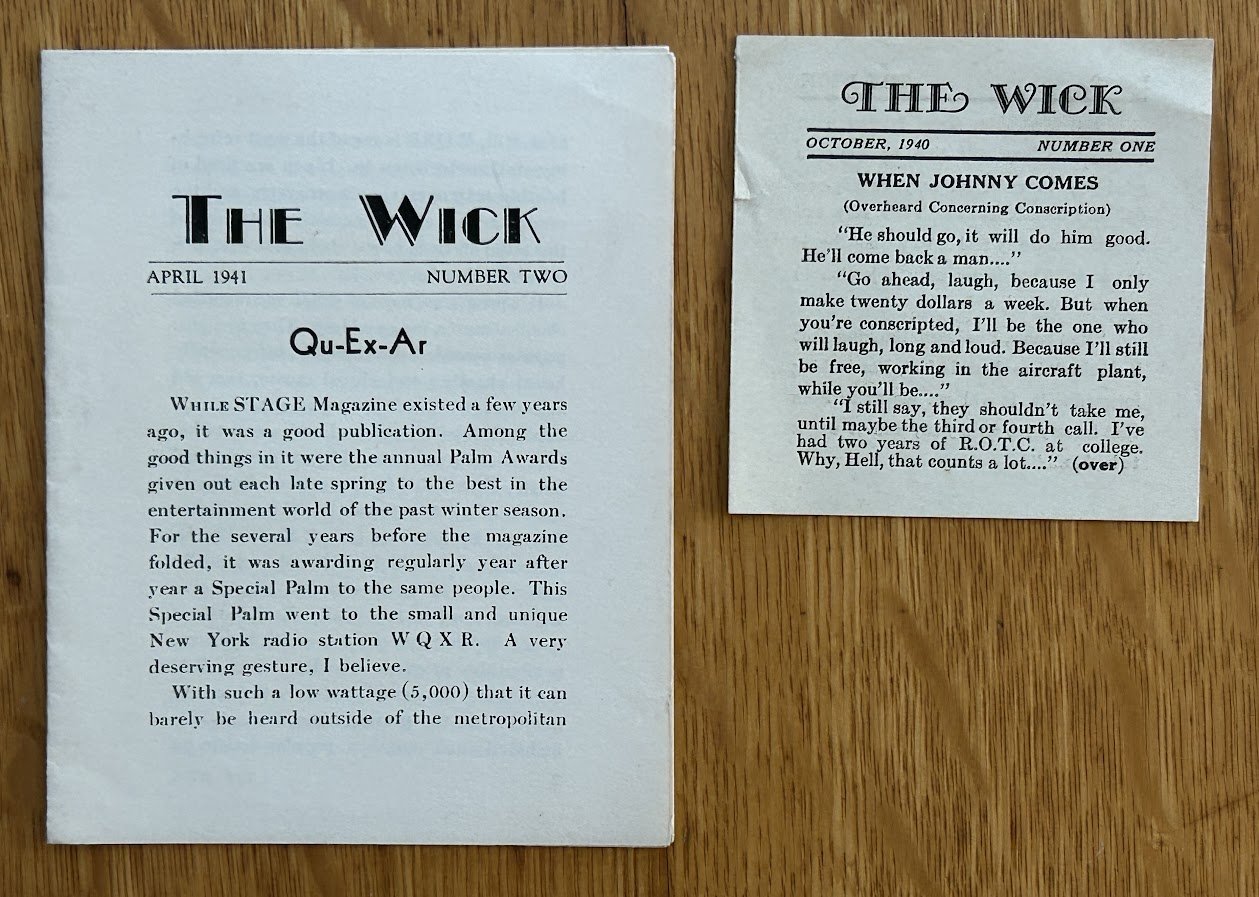 THE WICK
APRIL 1941 NUMBER TWO
Qu-Ex-Ar
WHILE STAGE Magazine existed a few years
ago, it was a good publication. Among the
good things in it were the annual Palm Awards
given out each late spring to the best in the
entertainment world of the past winter season.
For the several years before the magazine
folded, it was awarding regularly year after
year a Special Palm to the same people. This
Special Palm went to the small and unique
New York radio station W Q X R. A very
deserving gesture, I believe.
With such a low wattage (5,000) that it can
barely be heard outside of the metropolitan
THE WICK
OCTOBER, 1940 NUMBER ONE
WHEN JOHNNY COMES
(Overheard Concerning Conscription)
"He should go, it will do him good.
He'll come back a man...."
"Go ahead, laugh, because I only
make twenty dollars a week. But when
you're conscripted, I'll be the one who
will laugh, long and loud. Because I'll still
be free, working in the aircraft plant,
while you'll be...."
"I still say, they shouldn't take me,
until maybe the third or fourth call. I've
had two years of R.O.T.C. at college.
Why, Hell, that counts a lot...." (over)